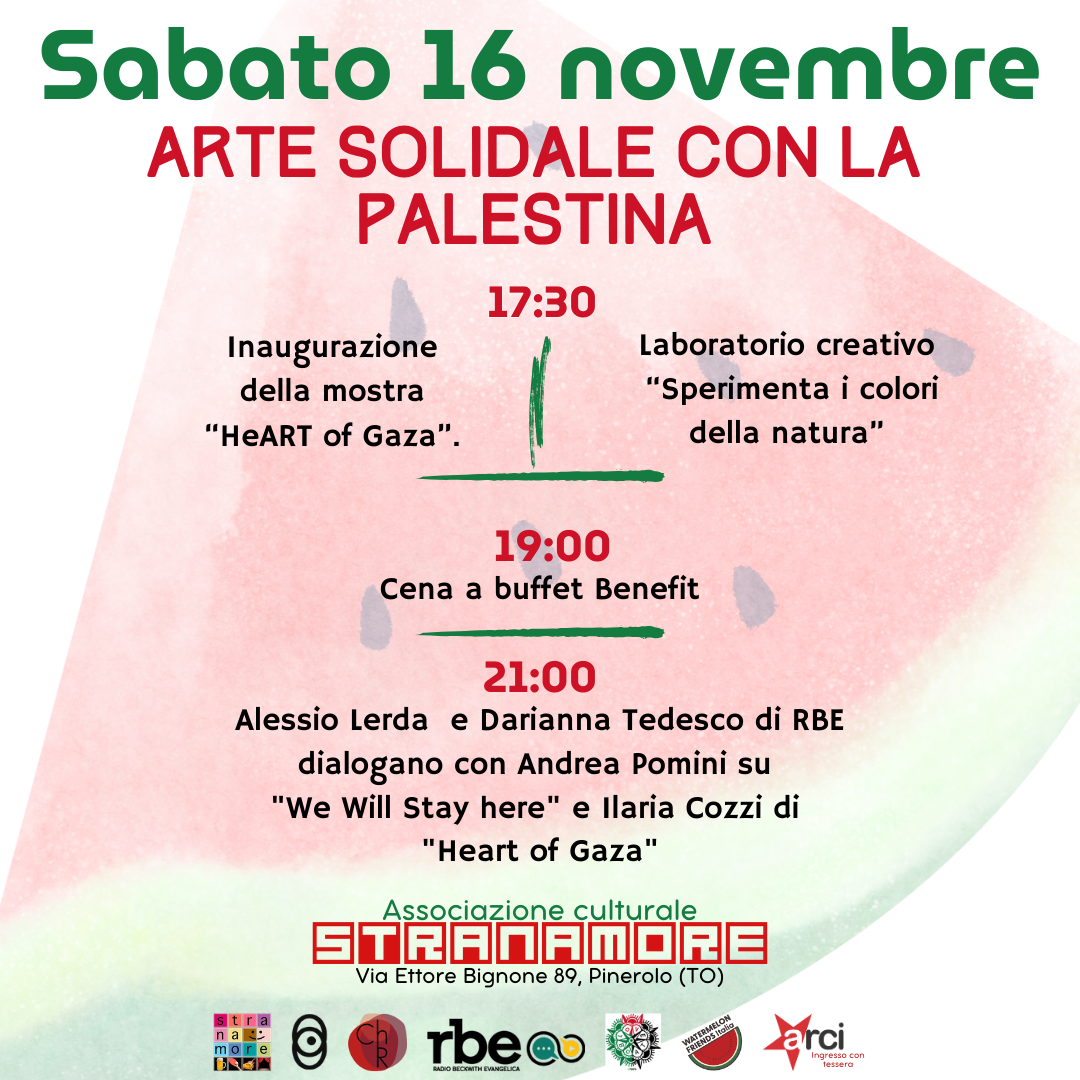 Sabato 16 novembre
ARTE SOLIDALE CON LA
PALESTINA
17:30
Inaugurazione
della mostra
“HeART of Gaza”.
Laboratorio creativo
“Sperimenta i colori
della natura”
19:00
Cena a buffet Benefit
21:00
Alessio Lerda e Darianna Tedesco di RBE
dialogano con Andrea Pomini su
"We Will Stay here" e Ilaria Cozzi di
"Heart of Gaza"
Associazione culturale
STRANAMORE
Via Ettore Bignone 89, Pinerolo (TO)
stra
na
more
ChR
rbe
RADIO BECKWITH EVANGELICA
WATERMELON
FRIENDS Italia
arci
Ingresso con
tessera